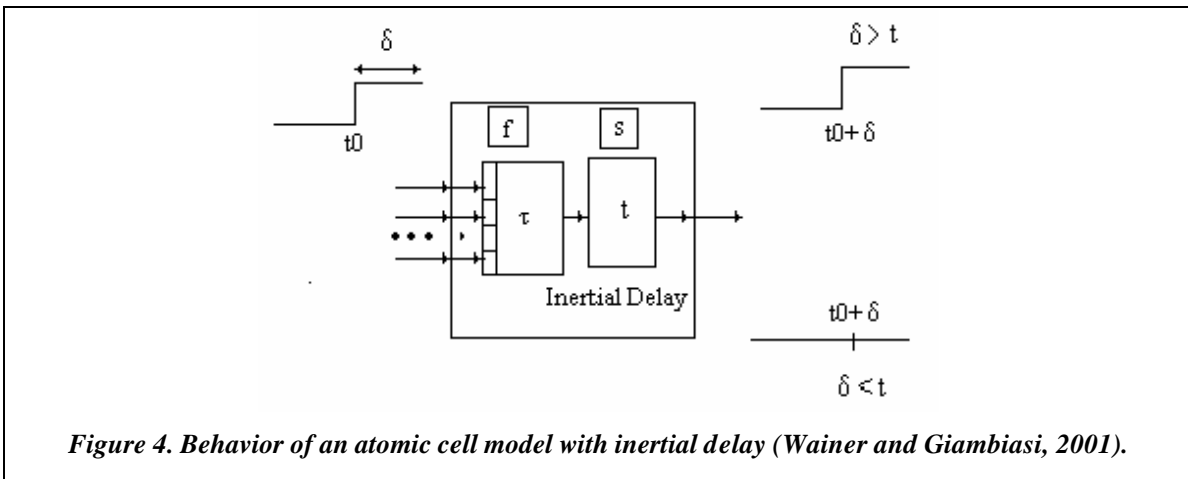 δ
t0
f
s
τ
t
Inertial Delay
δ > t
t0+ δ
t0+ δ
δ < t
Figure 4. Behavior of an atomic cell model with inertial delay (Wainer and Giambiasi, 2001).